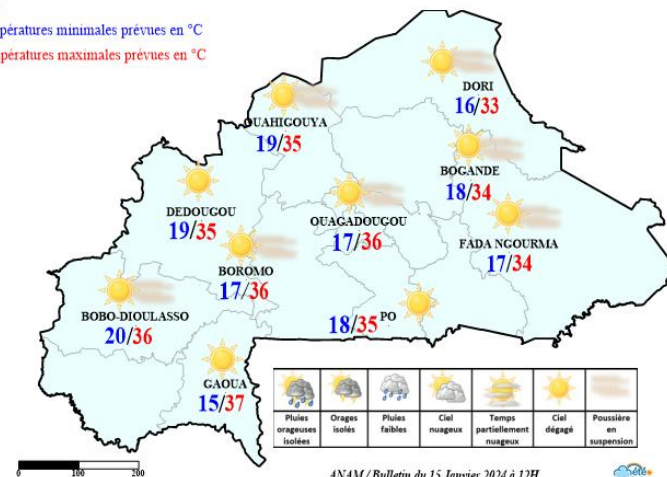 pératures minimales prévues en °C
pératures maximales prévues en °C
DORI
16/33
OUAHIGOUYA
19/35
BOGANDE
18/34
DEDOUGOU
19/35
OUAGADOUGOU
17/36
FADA NGOURMA
17/34
BOROMO
17/36
BOBO-DIOULASSO
20/36
18/35 PO
GAOUA
15/37
Pluies orageuses isolées
Orages isolés
Pluies faibles
Ciel nuageux
Temps partiellement nuageux
Ciel dégagé
Poussière en suspension
0 100 200
ANAM / Bulletin du 15 Janvier 2024 à 12H
été